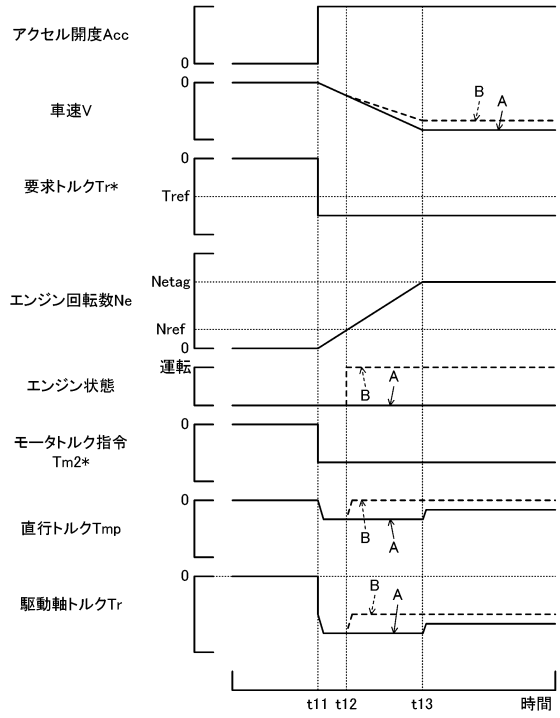 アクセル開度Acc
0
0
車速V
B
A
0
要求トルクTr*
Tref
Netag
エンジン回転数Ne
Nref
0
運転
エンジン状態
A
B
0
モータトルク指令
Tm2*
0
直行トルクTmp
B
A
0
B
A
駆動軸トルクTr
t11 t12 t13 時間